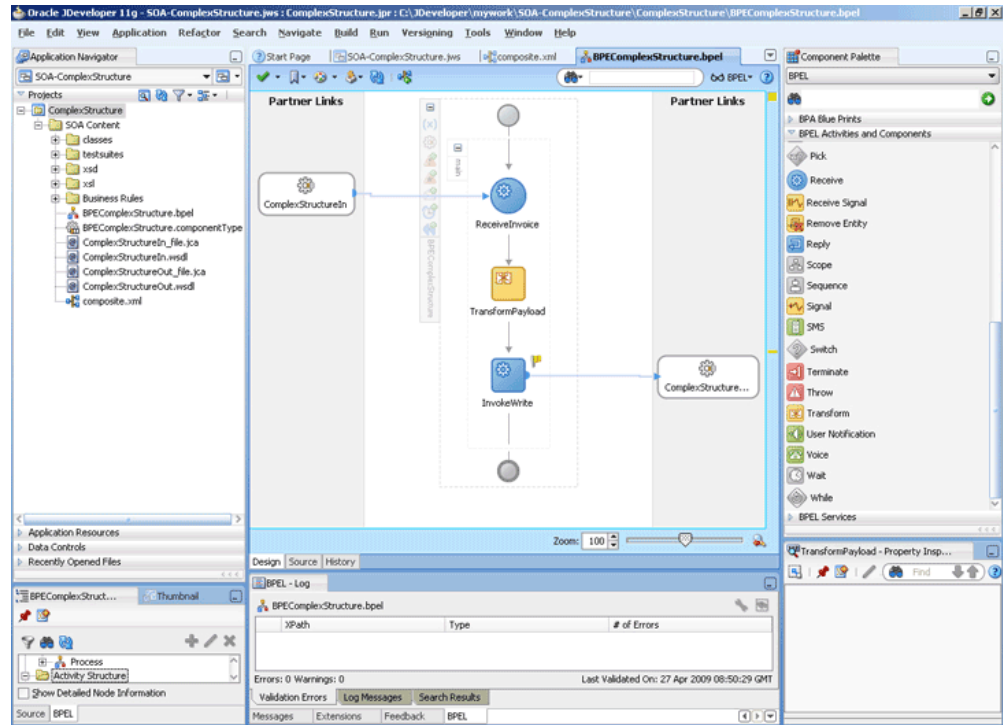 Oracle JDeveloper 11g - SOA-ComplexStructure.jws : ComplexStructure.jpr : C:\JDeveloper\mywork\SOA-ComplexStructure\ComplexStructure\BPEComplexStructure.bpel
File Edit View Application Refactor Search Navigate Build Run Versioning Tools Window Help
Application Navigator
SOA-ComplexStructure
Projects
ComplexStructure
SOA Content
classes
testsuites
xsd
xsl
Business Rules
BPEComplexStructure.bpel
BPEComplexStructure.componentType
ComplexStructureIn_file.jca
ComplexStructureIn.wsdl
ComplexStructureOut_file.jca
ComplexStructureOut.wsdl
composite.xml
Application Resources
Data Controls
Recently Opened Files
BPEComplexStruct... Thumbnail
Process
Activity Structure
Show Detailed Node Information
Source BPEL
Start Page SOA-ComplexStructure.jws composite.xml BPEComplexStructure.bpel
BPEL
Partner Links
Partner Links
main
BPEComplexStructure
ComplexStructureIn
ReceiveInvoice
TransformPayload
InvokeWrite
ComplexStructure...
Zoom: 100
Design Source History
BPEL - Log
BPEComplexStructure.bpel
XPath Type # of Errors
Errors: 0 Warnings: 0 Last Validated On: 27 Apr 2009 08:50:29 GMT
Validation Errors Log Messages Search Results
Messages Extensions Feedback BPEL
Component Palette
BPEL
BPA Blue Prints
BPEL Activities and Components
Pick
Receive
Receive Signal
Remove Entity
Reply
Scope
Sequence
Signal
SMS
Switch
Terminate
Throw
Transform
User Notification
Voice
Wait
While
BPEL Services
TransformPayload - Property Insp...
Find